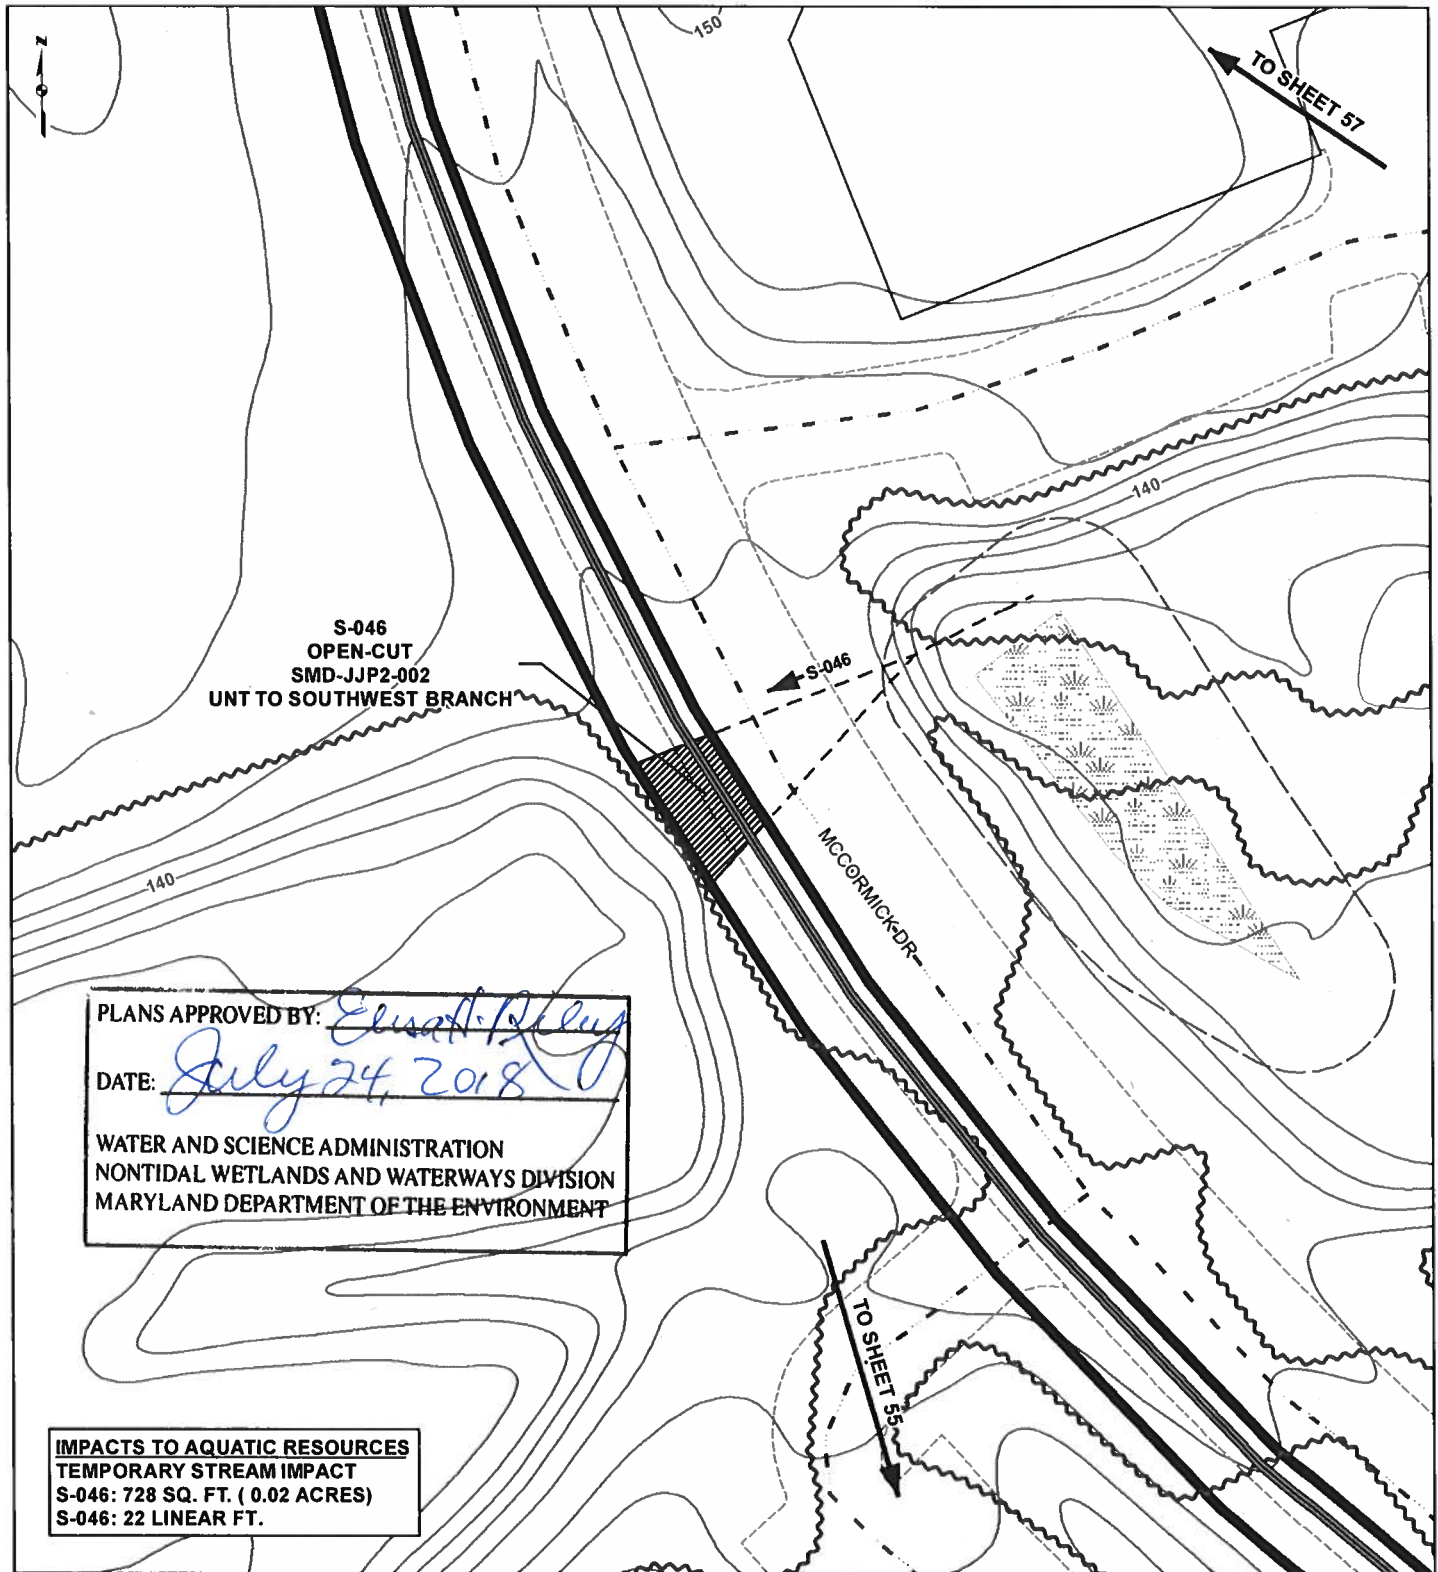 N
150
TO SHEET 57
140
S-046
OPEN-CUT
SMD-JJP2-002
UNT TO SOUTHWEST BRANCH
S-046
MCCORMICK DR
140
PLANS APPROVED BY: Elisa A. Riley
DATE: July 24, 2018
WATER AND SCIENCE ADMINISTRATION
NONTIDAL WETLANDS AND WATERWAYS DIVISION
MARYLAND DEPARTMENT OF THE ENVIRONMENT
TO SHEET 55
IMPACTS TO AQUATIC RESOURCES
TEMPORARY STREAM IMPACT
S-046: 728 SQ. FT. ( 0.02 ACRES)
S-046: 22 LINEAR FT.